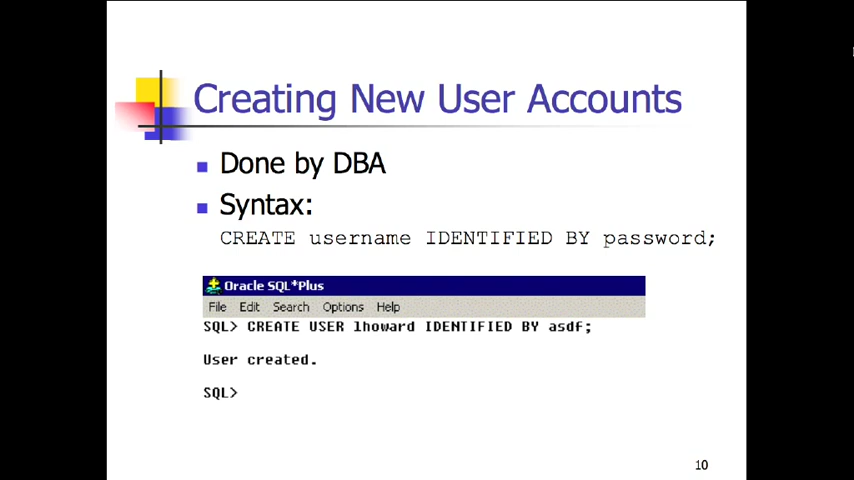 Creating New User Accounts
Done by DBA
Syntax:
CREATE username IDENTIFIED BY password;
Oracle SQL*Plus
File Edit Search Options Help
SQL> CREATE USER lhoward IDENTIFIED BY asdf;
User created.
SQL>
10